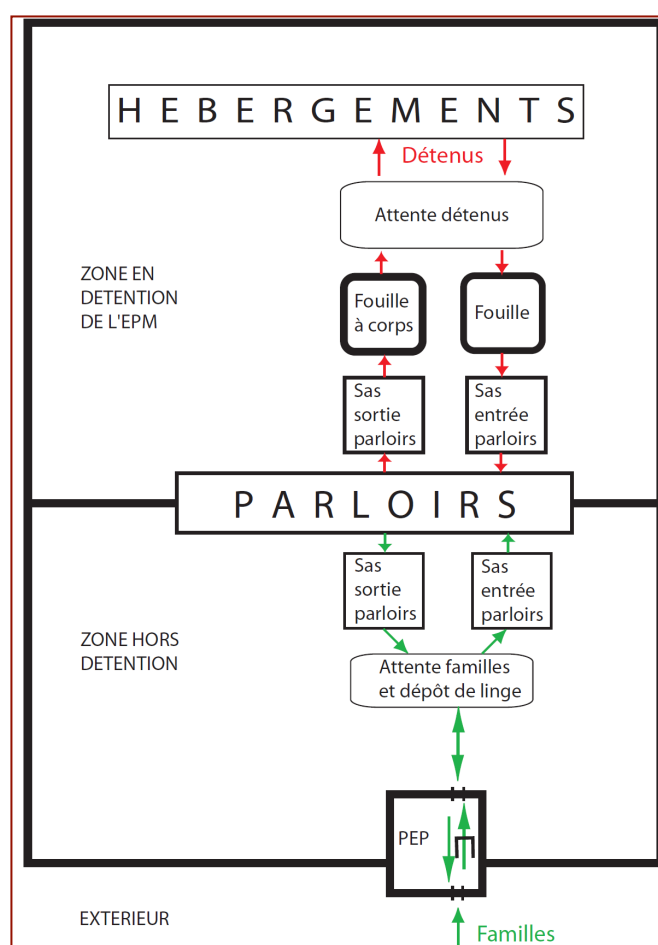 HEBERGEMENTS
Détenus
Attente détenus
ZONE EN
DETENTION
DE L'EPM
Fouille
à corps
Fouille
Sas
sortie
parloirs
Sas
entrée
parloirs
PARLOIRS
Sas
sortie
parloirs
Sas
entrée
parloirs
ZONE HORS
DETENTION
Attente familles
et dépôt de linge
PEP
EXTERIEUR
Familles